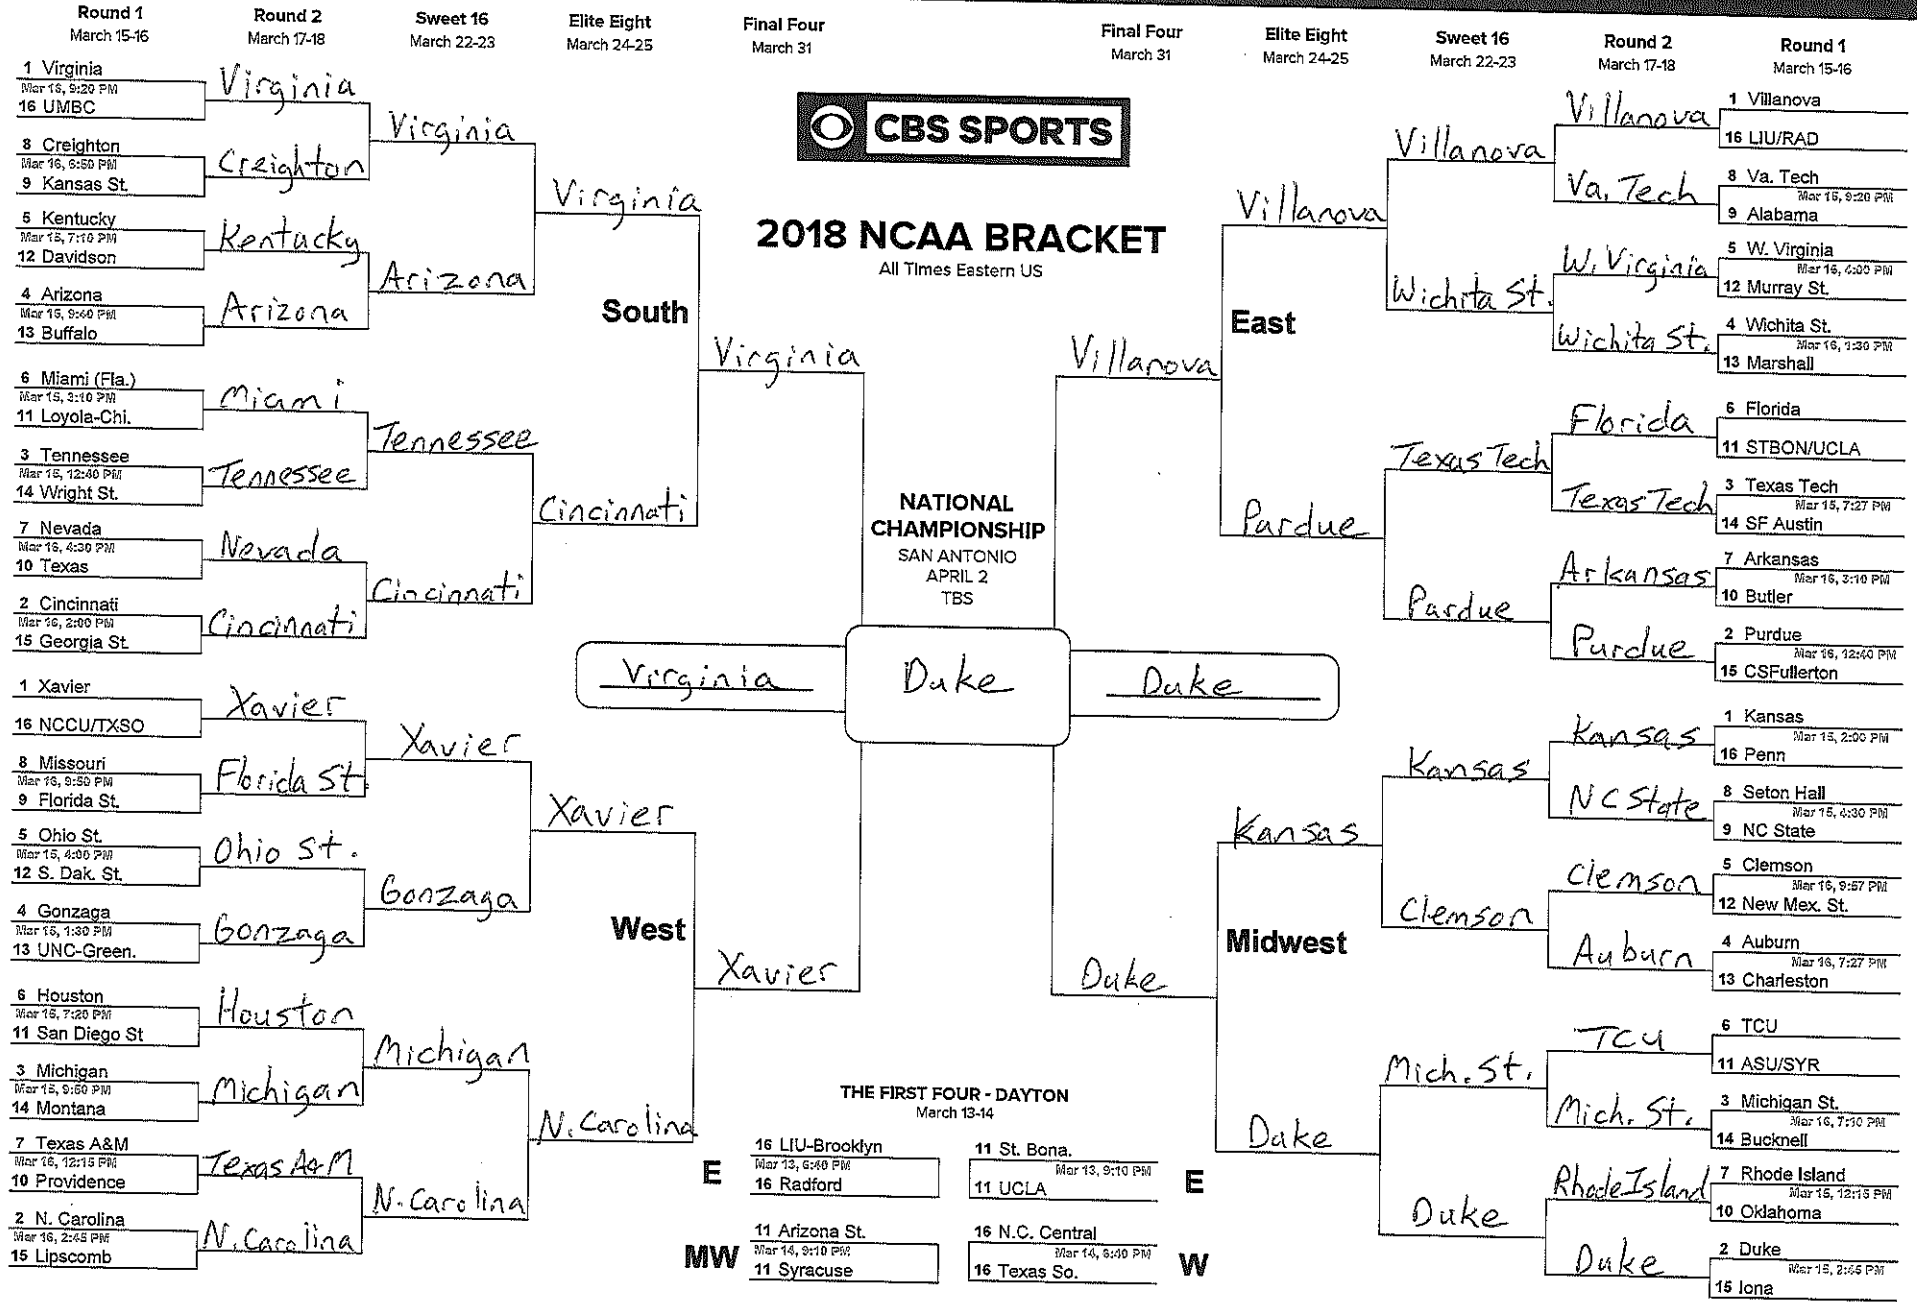 Round 1
March 15-16
Round 2
March 17-18
Sweet 16
March 22-23
Elite Eight
March 24-25
Final Four
March 31
Final Four
March 31
Elite Eight
March 24-25
Sweet 16
March 22-23
Round 2
March 17-18
Round 1
March 15-16
CBS SPORTS
2018 NCAA BRACKET
All Times Eastern US
South
1 Virginia
Mar 16, 9:20 PM
16 UMBC
8 Creighton
Mar 16, 6:50 PM
9 Kansas St.
5 Kentucky
Mar 15, 7:10 PM
12 Davidson
4 Arizona
Mar 15, 9:40 PM
13 Buffalo
6 Miami (Fla.)
Mar 15, 3:10 PM
11 Loyola-Chi.
3 Tennessee
Mar 15, 12:40 PM
14 Wright St.
7 Nevada
Mar 16, 4:30 PM
10 Texas
2 Cincinnati
Mar 16, 2:00 PM
15 Georgia St.
Virginia
Creighton
Kentucky
Arizona
Miami
Tennessee
Nevada
Cincinnati
Virginia
Arizona
Tennessee
Cincinnati
Virginia
Cincinnati
Virginia
West
1 Xavier
16 NCCU/TXSO
8 Missouri
Mar 16, 9:50 PM
9 Florida St.
5 Ohio St.
Mar 15, 4:00 PM
12 S. Dak. St.
4 Gonzaga
Mar 15, 1:30 PM
13 UNC-Green.
6 Houston
Mar 15, 7:20 PM
11 San Diego St
3 Michigan
Mar 15, 9:50 PM
14 Montana
7 Texas A&M
Mar 16, 12:15 PM
10 Providence
2 N. Carolina
Mar 16, 2:45 PM
15 Lipscomb
Xavier
Florida St
Ohio St.
Gonzaga
Houston
Michigan
Texas A&M
N. Carolina
Xavier
Gonzaga
Michigan
N. Carolina
Xavier
N. Carolina
Xavier
NATIONAL
CHAMPIONSHIP
SAN ANTONIO
APRIL 2
TBS
Virginia
Duke
Duke
East
Villanova
Villanova
Purdue
Villanova
Wichita St.
Texas Tech
Purdue
Villanova
Va. Tech
W. Virginia
Wichita St.
Florida
Texas Tech
Arkansas
Purdue
1 Villanova
16 LIU/RAD
8 Va. Tech
Mar 15, 9:20 PM
9 Alabama
5 W. Virginia
Mar 16, 4:00 PM
12 Murray St.
4 Wichita St.
Mar 16, 1:30 PM
13 Marshall
6 Florida
11 STBON/UCLA
3 Texas Tech
Mar 15, 7:27 PM
14 SF Austin
7 Arkansas
Mar 16, 3:10 PM
10 Butler
2 Purdue
Mar 16, 12:40 PM
15 CSFullerton
Midwest
Duke
Kansas
Duke
Kansas
Clemson
Mich. St.
Duke
Kansas
NC State
Clemson
Auburn
TCU
Mich. St.
Rhode Island
Duke
1 Kansas
Mar 15, 2:00 PM
16 Penn
8 Seton Hall
Mar 15, 4:30 PM
9 NC State
5 Clemson
Mar 16, 9:57 PM
12 New Mex. St.
4 Auburn
Mar 16, 7:27 PM
13 Charleston
6 TCU
11 ASU/SYR
3 Michigan St.
Mar 16, 7:10 PM
14 Bucknell
7 Rhode Island
Mar 15, 12:15 PM
10 Oklahoma
2 Duke
Mar 15, 2:45 PM
15 Iona
THE FIRST FOUR - DAYTON
March 13-14
E
16 LIU-Brooklyn
Mar 13, 6:40 PM
16 Radford
11 St. Bona.
Mar 13, 9:10 PM
11 UCLA
E
MW
11 Arizona St.
Mar 14, 9:10 PM
11 Syracuse
16 N.C. Central
Mar 14, 6:40 PM
16 Texas So.
W